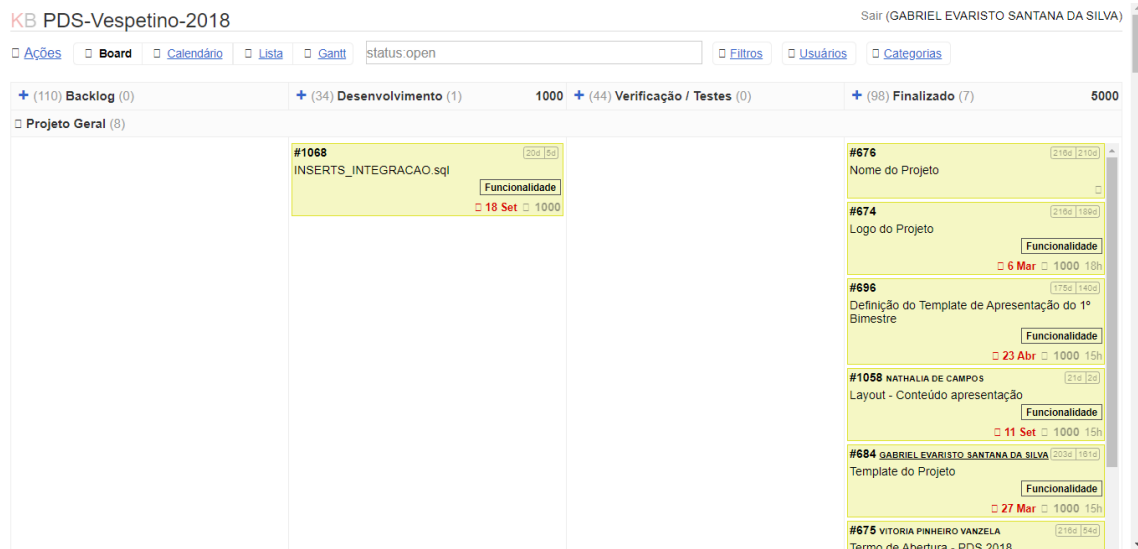 KB PDS-Vespetino-2018
Sair (GABRIEL EVARISTO SANTANA DA SILVA)
Ações Board Calendário Lista Gantt status:open Filtros Usuários Categorias
+ (110) Backlog (0) + (34) Desenvolvimento (1) 1000 + (44) Verificação / Testes (0) + (98) Finalizado (7) 5000
Projeto Geral (8)
#1068 20d 5d
INSERTS_INTEGRACAO.sql
Funcionalidade
18 Set 1000
#676 216d 210d
Nome do Projeto
#674 216d 189d
Logo do Projeto
Funcionalidade
6 Mar 1000 18h
#696 175d 140d
Definição do Template de Apresentação do 1º
Bimestre
Funcionalidade
23 Abr 1000 15h
#1058 NATHALIA DE CAMPOS 21d 2d
Layout - Conteúdo apresentação
Funcionalidade
11 Set 1000 15h
#684 GABRIEL EVARISTO SANTANA DA SILVA 203d 161d
Template do Projeto
Funcionalidade
27 Mar 1000 15h
#675 VITORIA PINHEIRO VANZELA 216d 54d
Termo de Abertura - PDS 2018